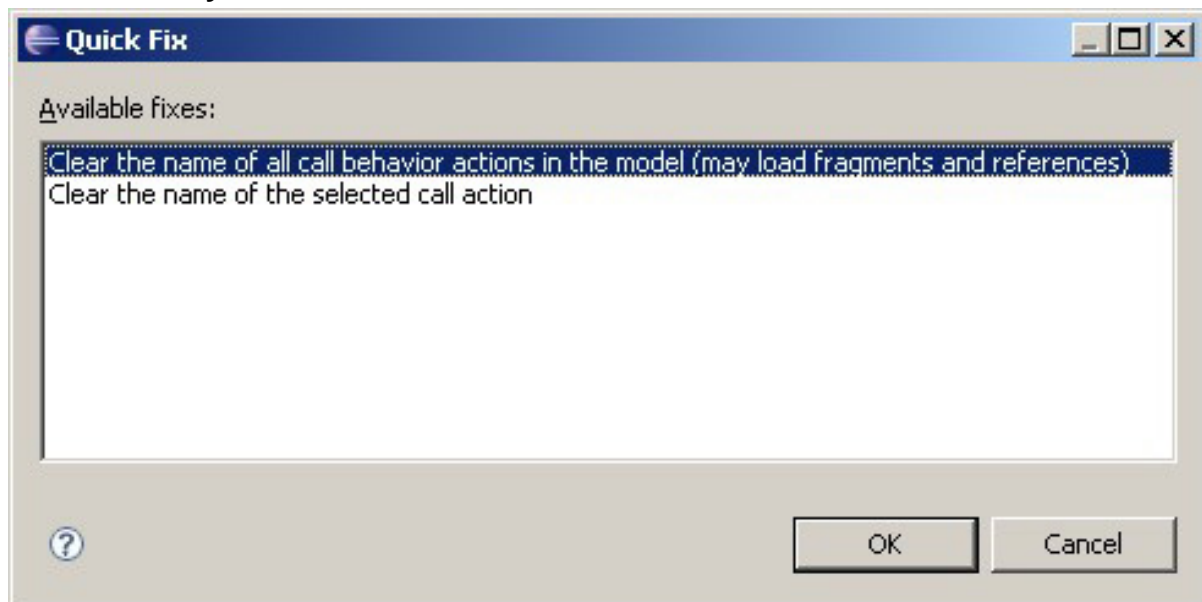 Quick Fix
Available fixes:
Clear the name of all call behavior actions in the model (may load fragments and references)
Clear the name of the selected call action
?
OK Cancel